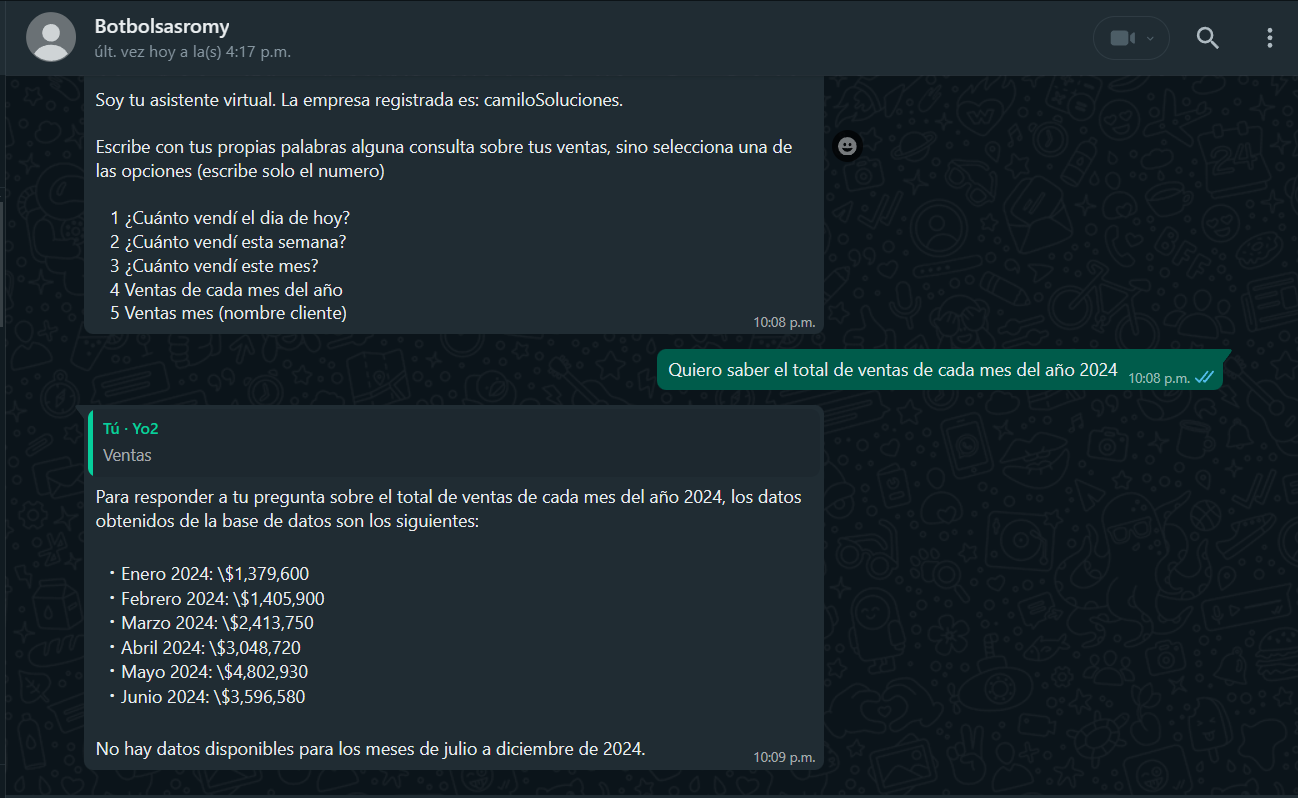 Botbolsasromy
últ. vez hoy a la(s) 4:17 p.m.
Soy tu asistente virtual. La empresa registrada es: camiloSoluciones.
Escribe con tus propias palabras alguna consulta sobre tus ventas, sino selecciona una de
las opciones (escribe solo el numero)
1 ¿Cuánto vendí el dia de hoy?
2 ¿Cuánto vendí esta semana?
3 ¿Cuánto vendí este mes?
4 Ventas de cada mes del año
5 Ventas mes (nombre cliente)
10:08 p.m.
Quiero saber el total de ventas de cada mes del año 2024
10:08 p.m.
Tú · Yo2
Ventas
Para responder a tu pregunta sobre el total de ventas de cada mes del año 2024, los datos
obtenidos de la base de datos son los siguientes:
• Enero 2024: \$1,379,600
• Febrero 2024: \$1,405,900
• Marzo 2024: \$2,413,750
• Abril 2024: \$3,048,720
• Mayo 2024: \$4,802,930
• Junio 2024: \$3,596,580
No hay datos disponibles para los meses de julio a diciembre de 2024.
10:09 p.m.